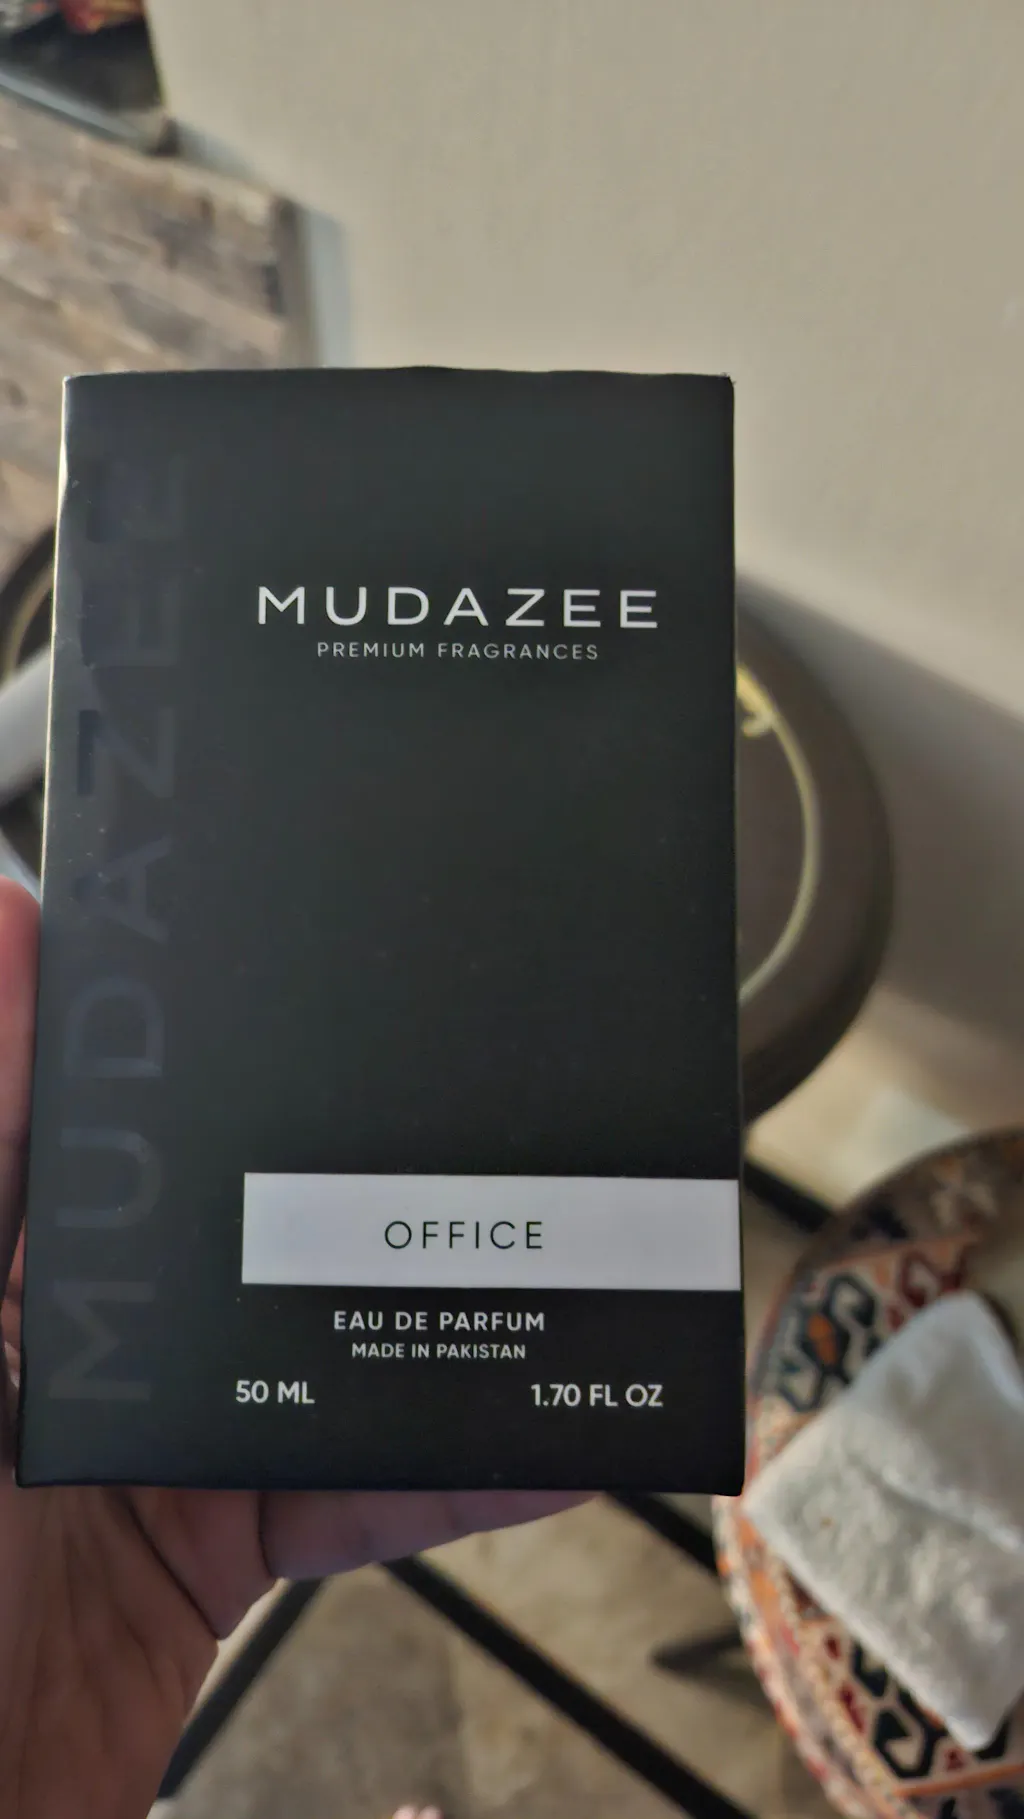 MUDAZEE
MUDAZEE
PREMIUM FRAGRANCES
OFFICE
EAU DE PARFUM
MADE IN PAKISTAN
50 ML 1.70 FL OZ